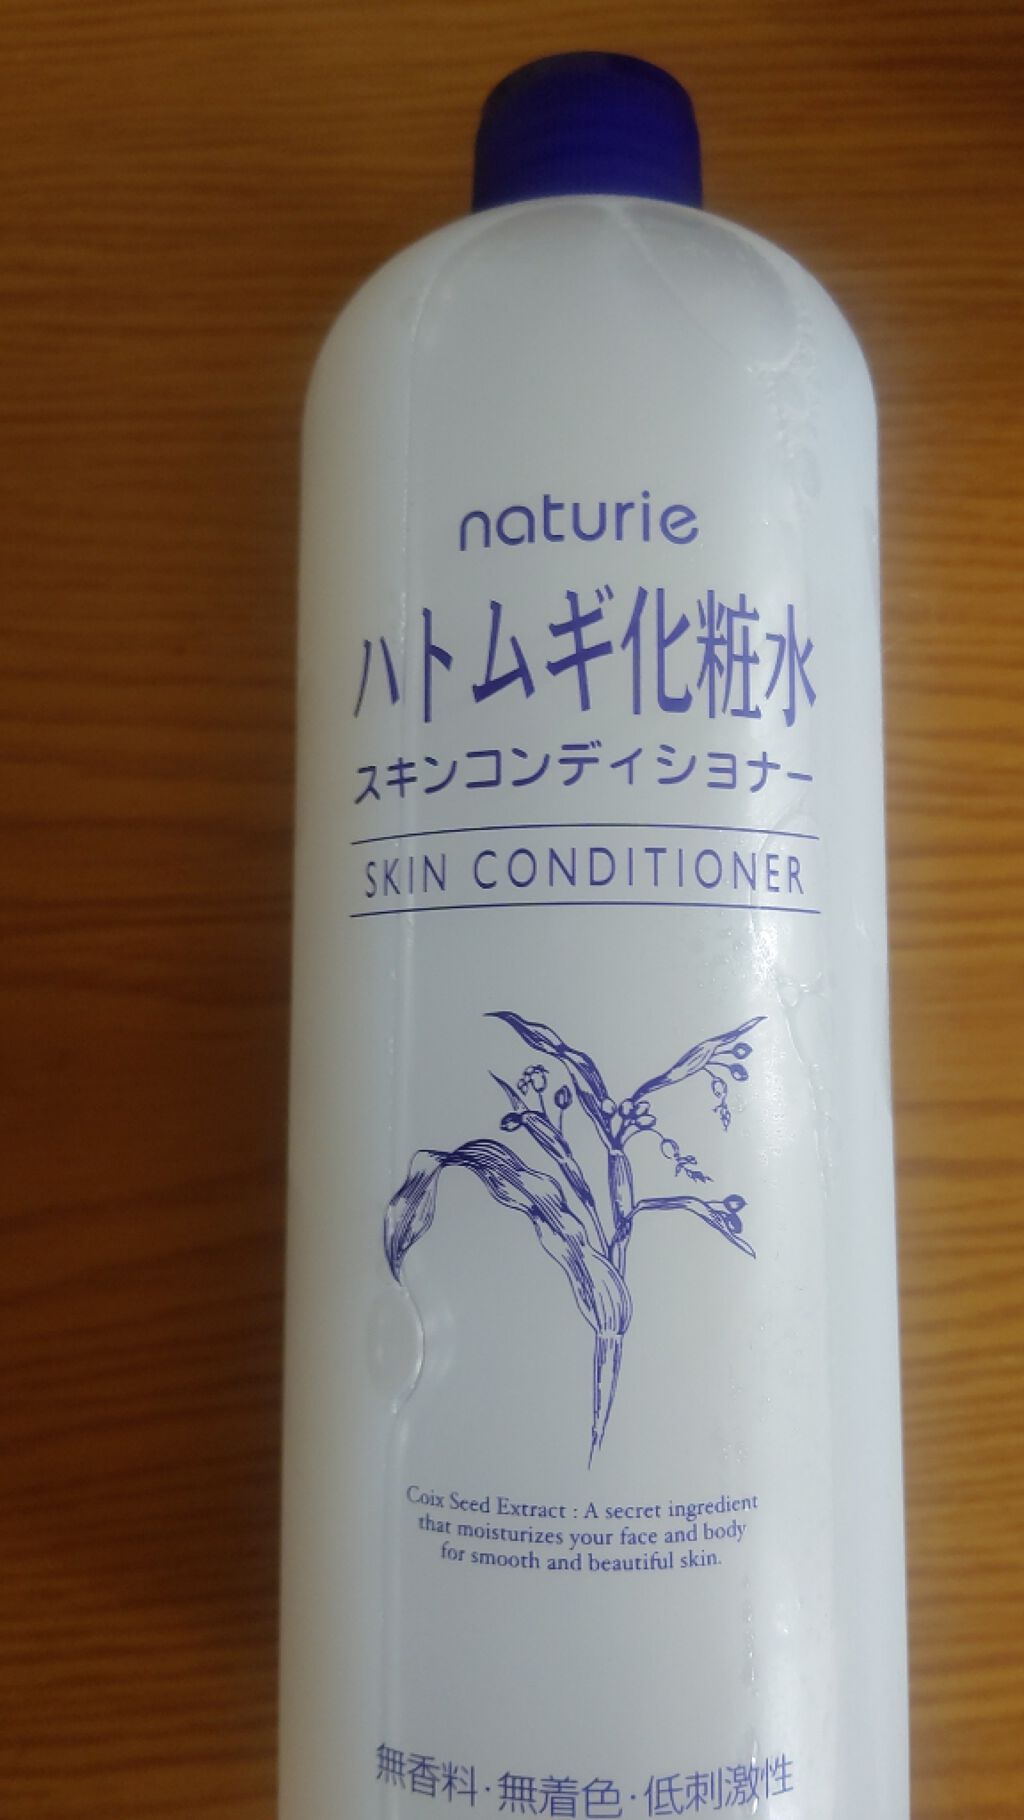 naturie
ハトムギ化粧水
スキンコンディショナー
SKIN CONDITIONER
Coix Seed Extract : A secret ingredient
that moisturizes your face and body
for smooth and beautiful skin.
無香料・無着色・低刺激性